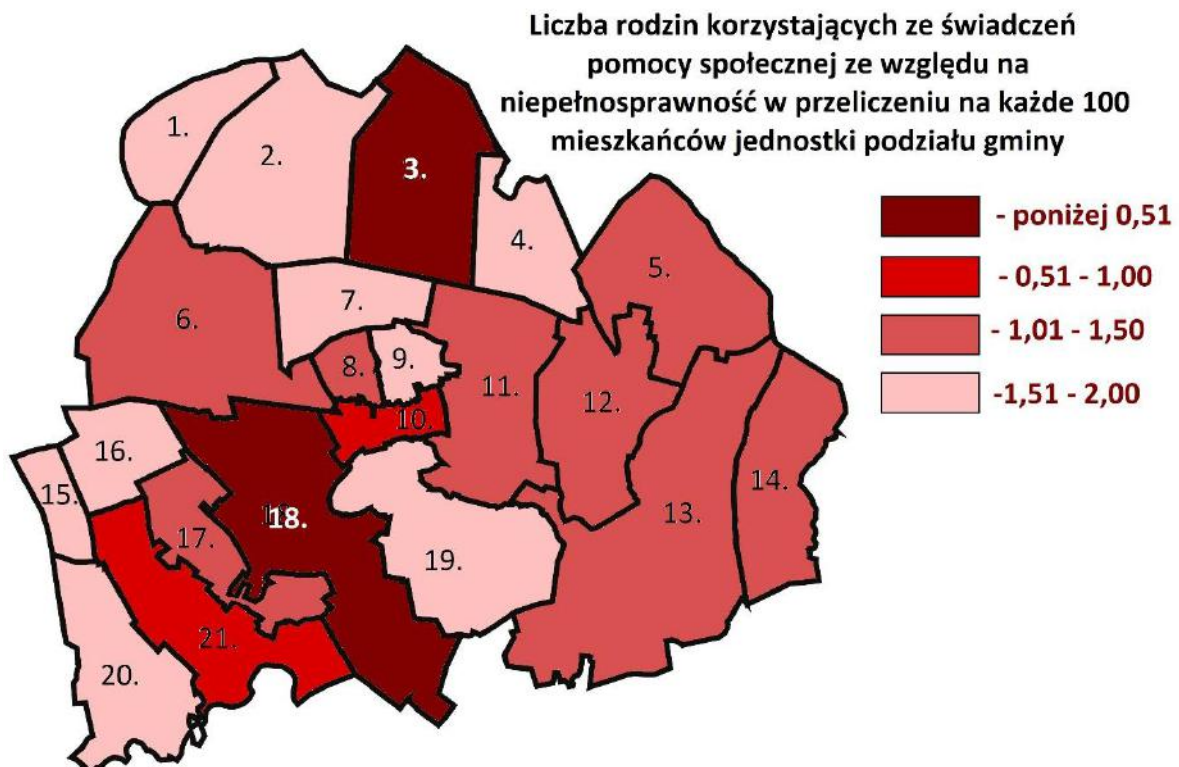 Liczba rodzin korzystających ze świadczeń
pomocy społecznej ze względu na
niepełnosprawność w przeliczeniu na każde 100
mieszkańców jednostki podziału gminy
- poniżej 0,51
- 0,51 - 1,00
- 1,01 - 1,50
-1,51 - 2,00
1.
2.
3.
4.
5.
6.
7.
8.
9.
10.
11.
12.
13.
14.
15.
16.
17.
18.
19.
20.
21.